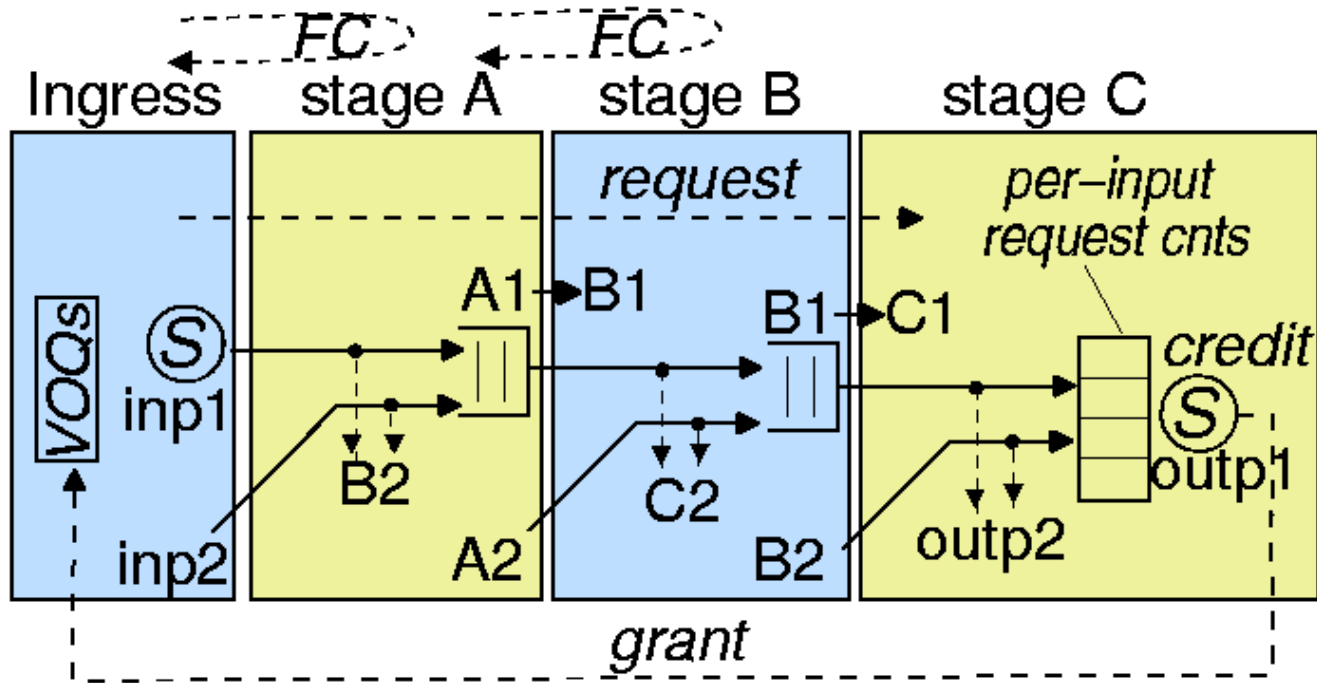 FC
FC
Ingress
stage A
stage B
stage C
request
per-input
request cnts
A1
B1
B1
C1
VOQs
S
inp1
credit
S
outp1
B2
C2
outp2
inp2
A2
B2
grant